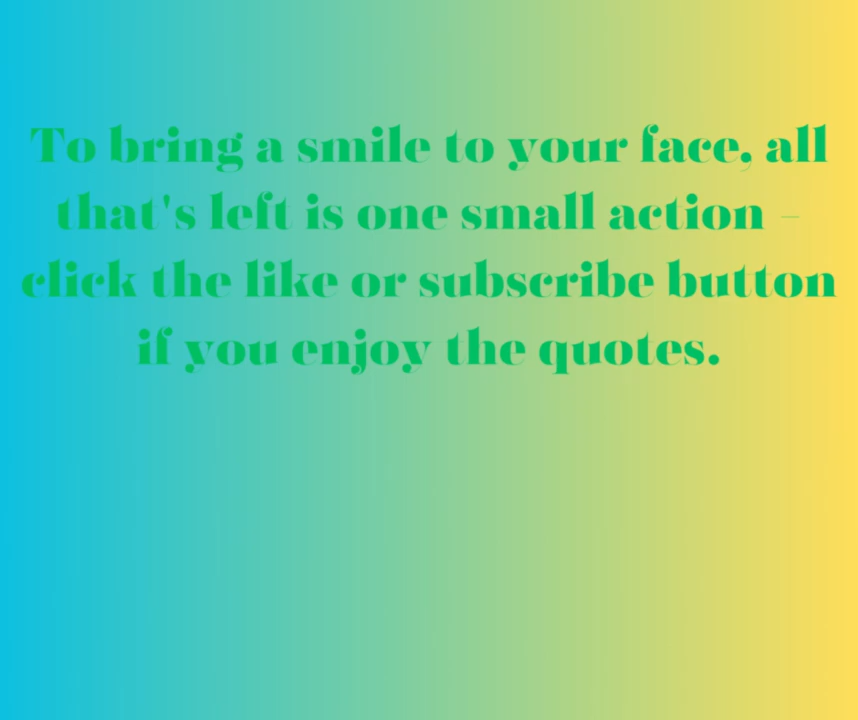 To bring a smile to your face, all
that's left is one small action –
click the like or subscribe button
if you enjoy the quotes.